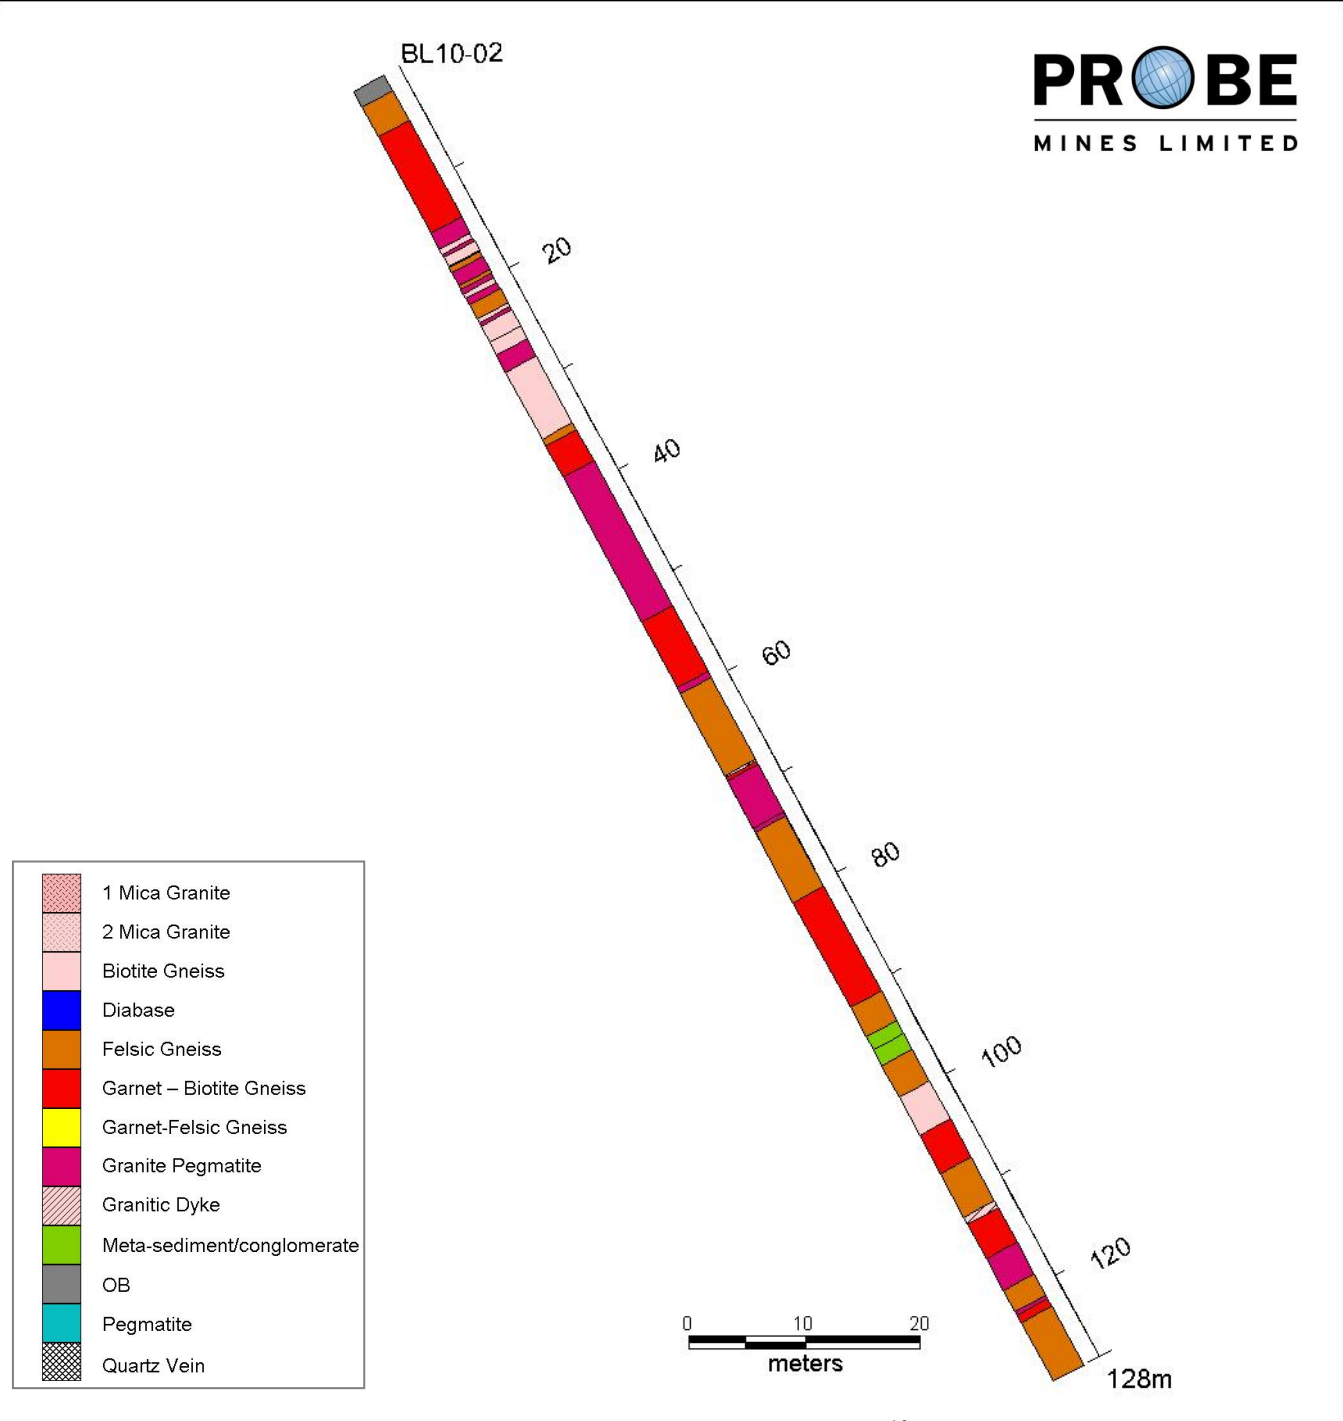 BL10-02
PROBE
MINES LIMITED
20
40
60
80
100
120
128m
1 Mica Granite
2 Mica Granite
Biotite Gneiss
Diabase
Felsic Gneiss
Garnet – Biotite Gneiss
Garnet-Felsic Gneiss
Granite Pegmatite
Granitic Dyke
Meta-sediment/conglomerate
OB
Pegmatite
Quartz Vein
0 10 20
meters